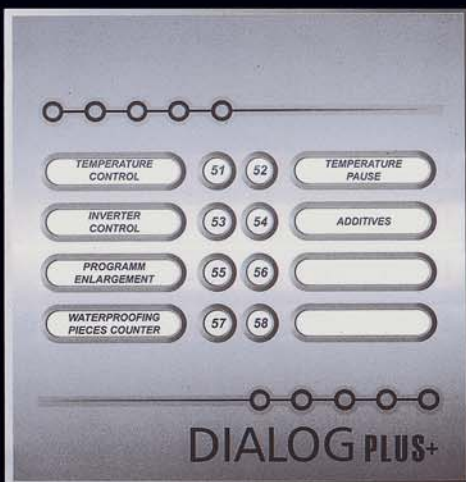 TEMPERATURE
CONTROL
51
52
TEMPERATURE
PAUSE
INVERTER
CONTROL
53
54
ADDITIVES
PROGRAMM
ENLARGEMENT
55
56
WATERPROOFING
PIECES COUNTER
57
58
DIALOG PLUS+